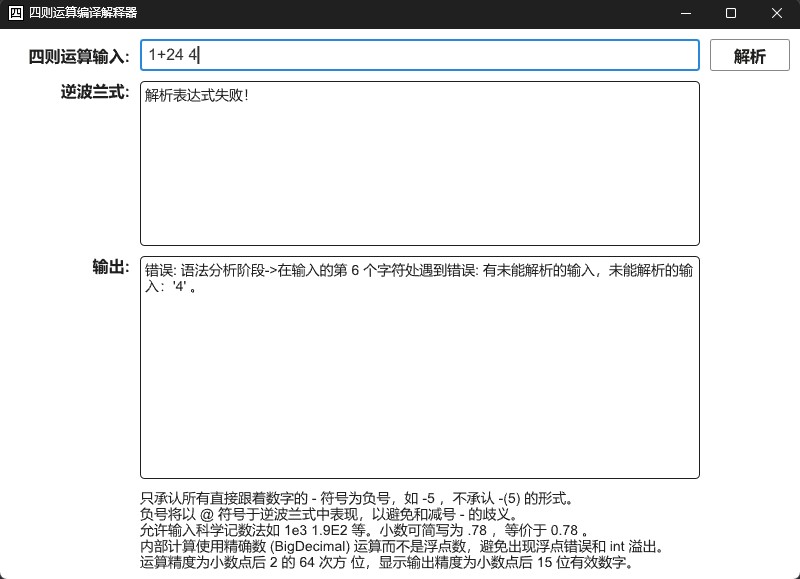 四 四则运算编译解释器
四则运算输入: 1+24 4 解析
逆波兰式: 解析表达式失败!
输出: 错误: 语法分析阶段->在输入的第 6 个字符处遇到错误: 有未能解析的输入，未能解析的输
入：'4' 。
只承认所有直接跟着数字的 - 符号为负号，如 -5 ，不承认 -(5) 的形式。
负号将以 @ 符号于逆波兰式中表现，以避免和减号 - 的歧义。
允许输入科学记数法如 1e3 1.9E2 等。小数可简写为 .78 ，等价于 0.78 。
内部计算使用精确数 (BigDecimal) 运算而不是浮点数，避免出现浮点错误和 int 溢出。
运算精度为小数点后 2 的 64 次方 位，显示输出精度为小数点后 15 位有效数字。